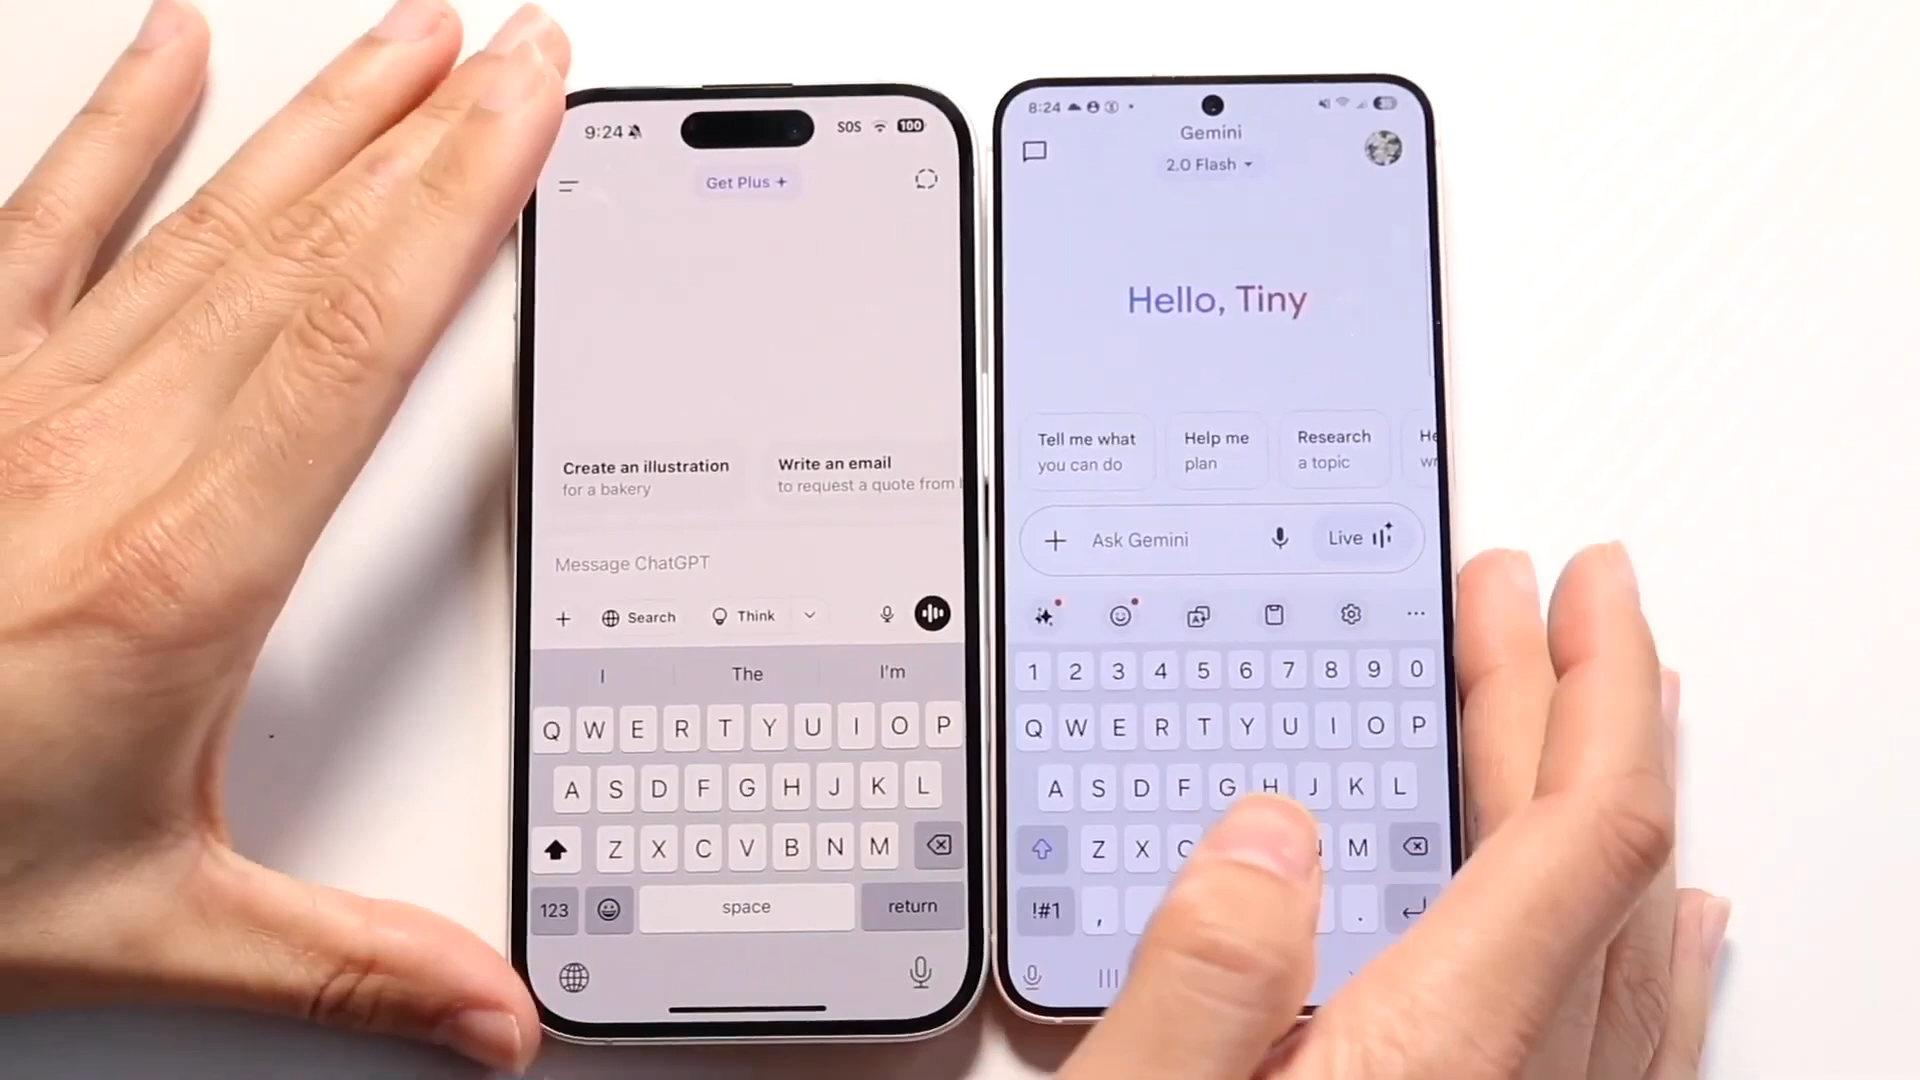 9:24
SOS
100
Get Plus +
Create an illustration
for a bakery
Write an email
to request a quote from
Message ChatGPT
Search
Think
I
The
I'm
Q W E R T Y U I O P
A S D F G H J K L
Z X C V B N M
123
space
return
8:24
Gemini
2.0 Flash
Hello, Tiny
Tell me what
you can do
Help me
plan
Research
a topic
He
wr
Ask Gemini
Live
1 2 3 4 5 6 7 8 9 0
Q W E R T Y U I O P
A S D F G H J K L
Z X C M
!#1 , .